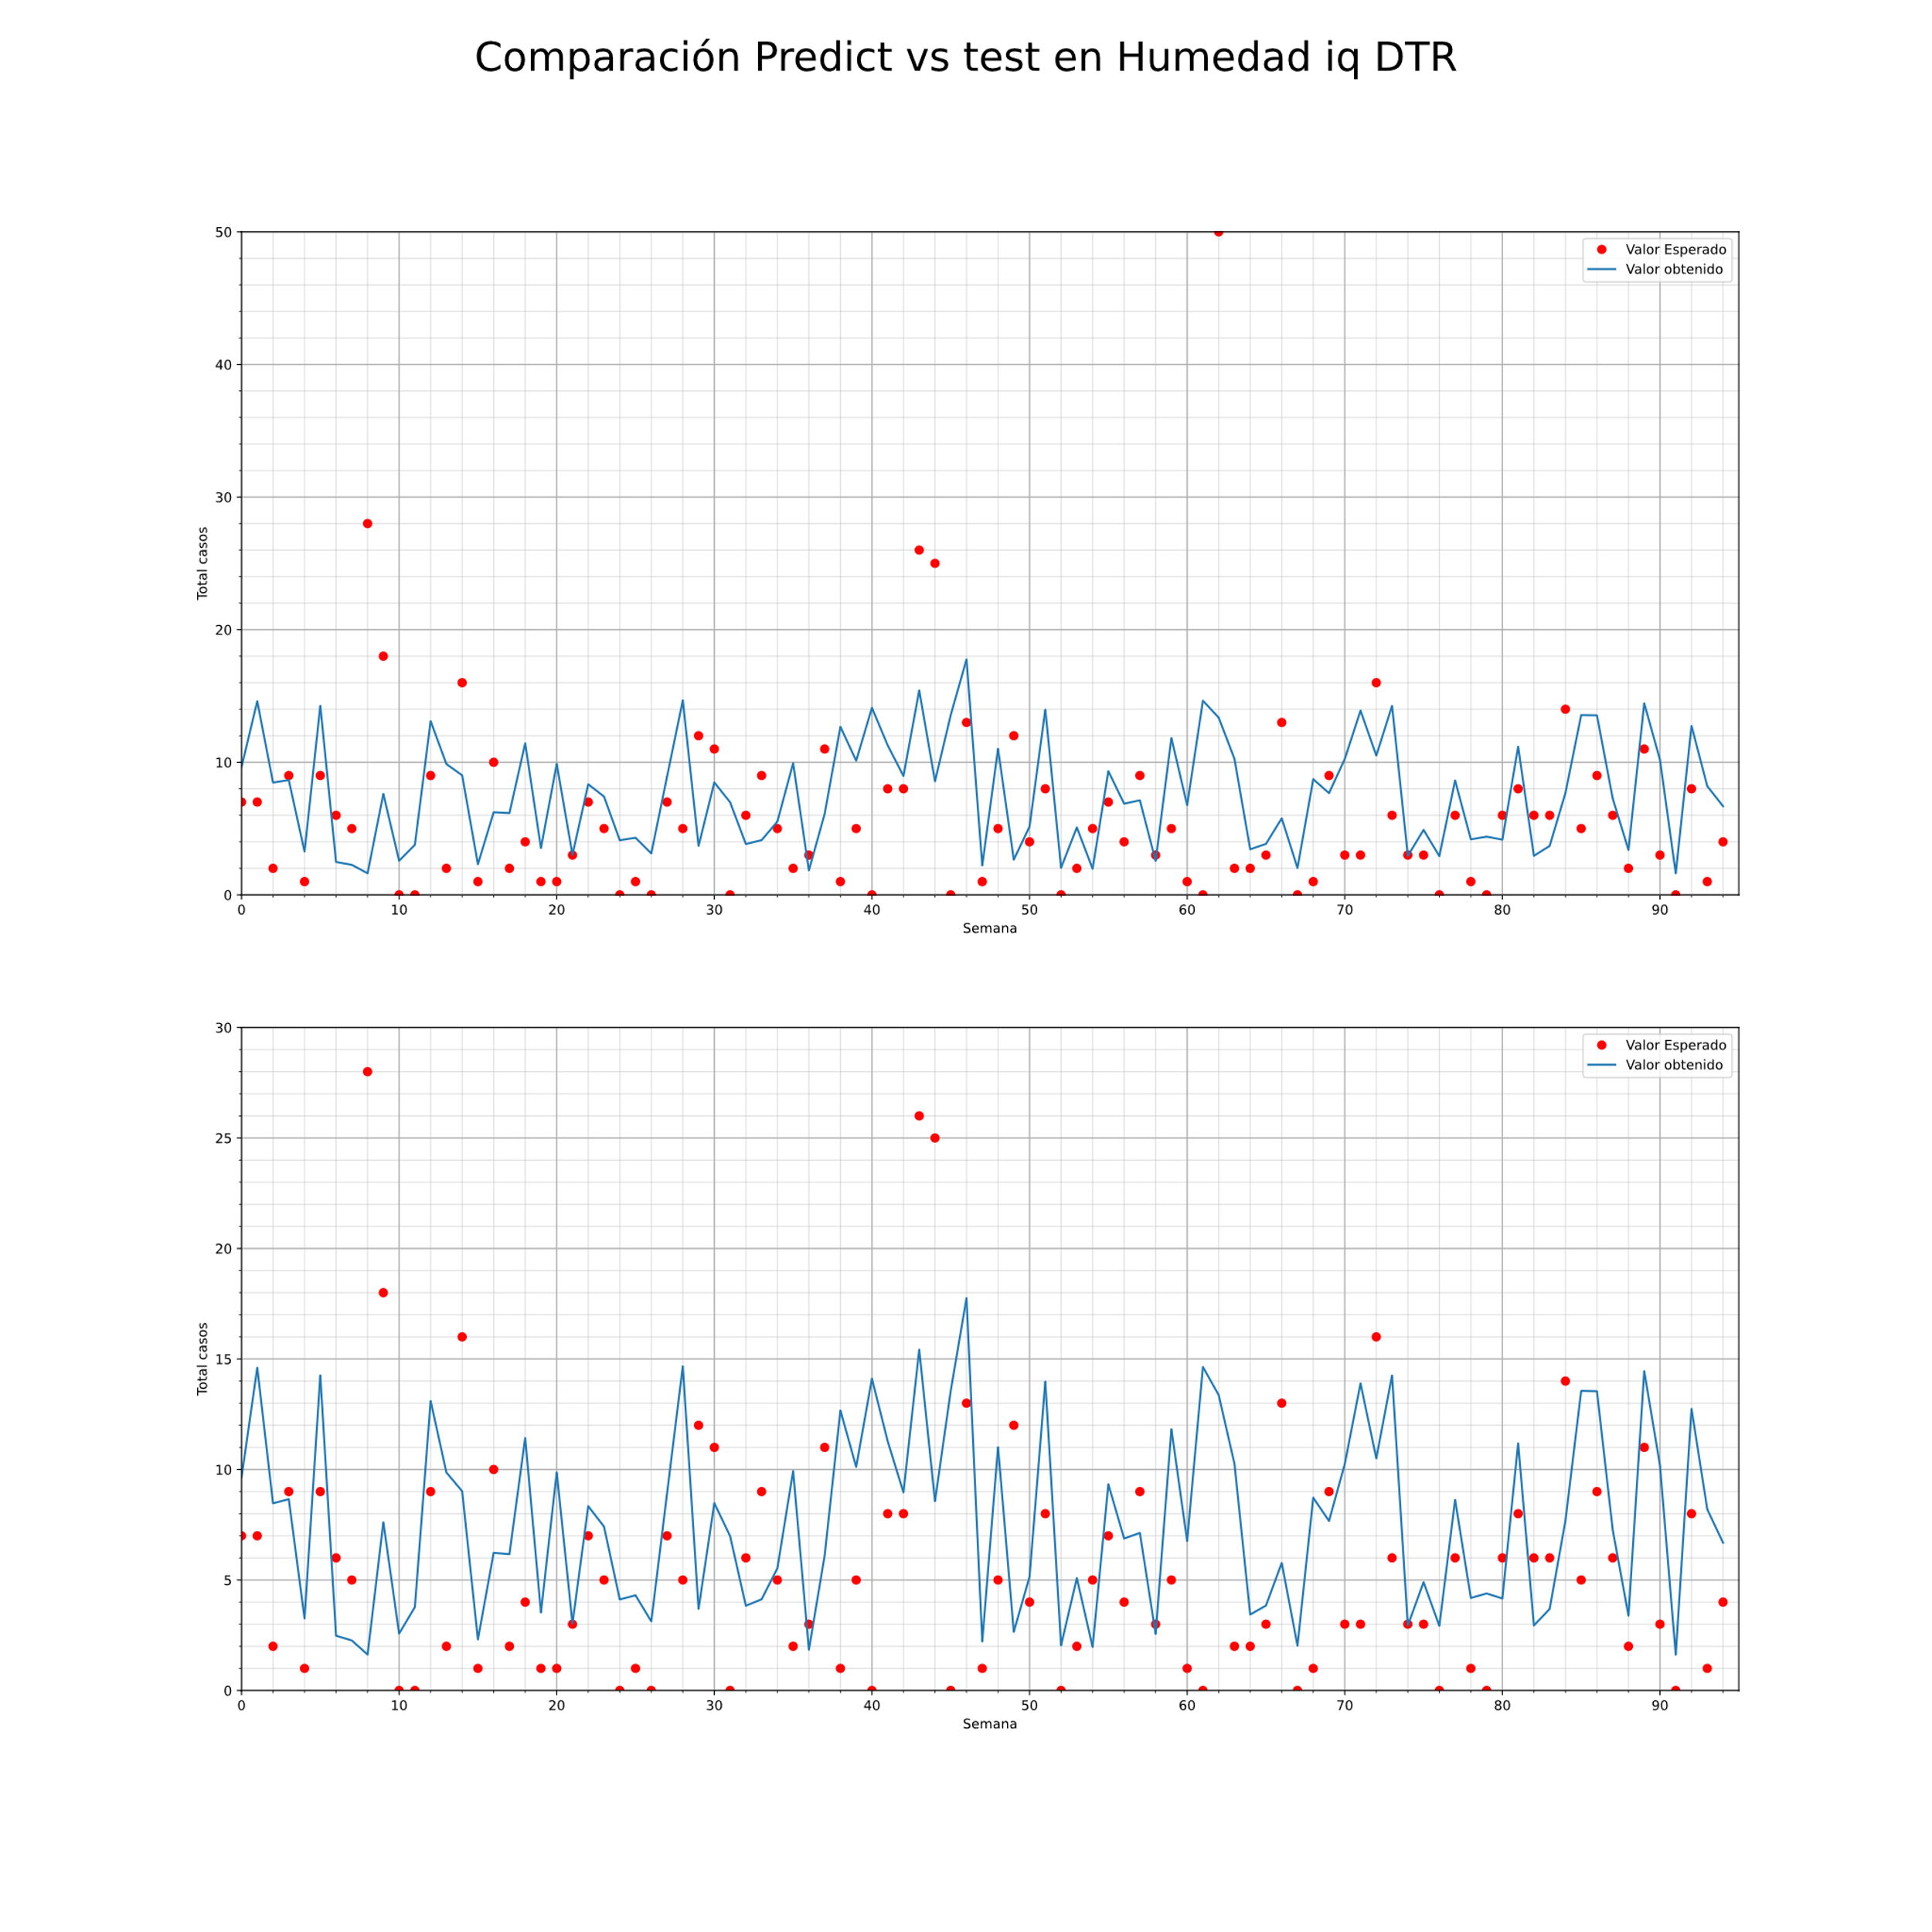 Comparación Predict vs test en Humedad iq DTR
50
40
30
20
10
0
Total casos
Valor Esperado
Valor obtenido
0 10 20 30 40 50 60 70 80 90
Semana
30
25
20
15
10
5
0
Total casos
Valor Esperado
Valor obtenido
0 10 20 30 40 50 60 70 80 90
Semana